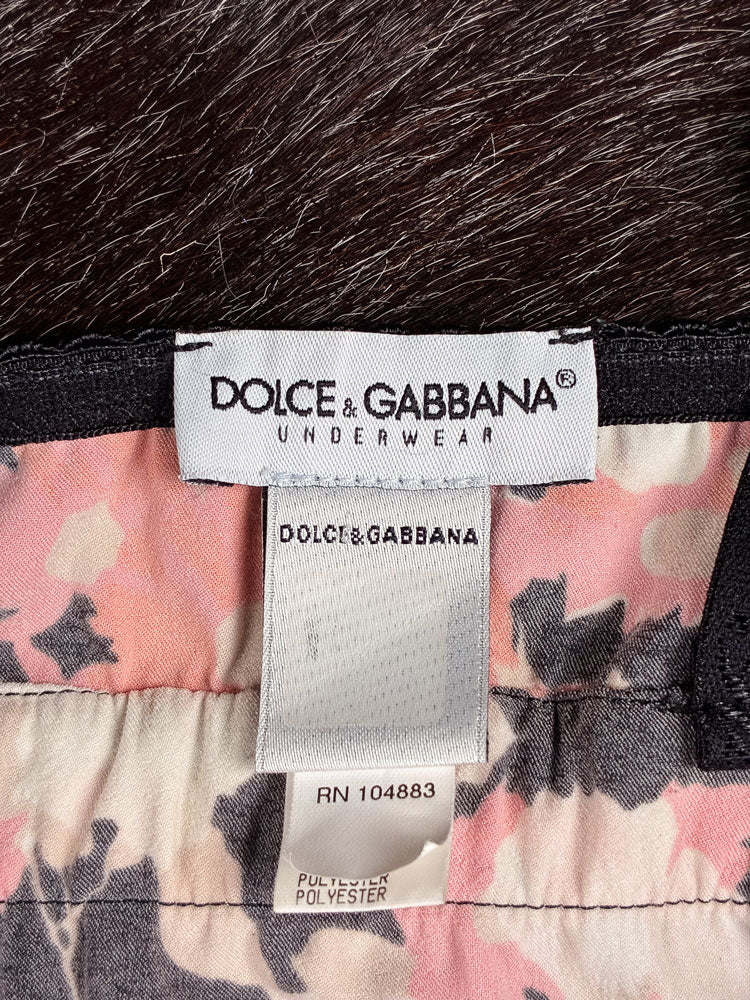 DOLCE & GABBANA®
UNDERWEAR
DOLCE&GABBANA
RN 104883
POLYESTER
POLYESTER